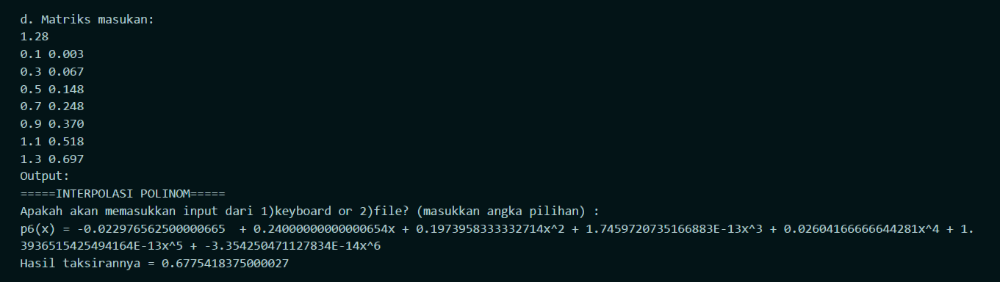 d. Matriks masukan:
1.28
0.1 0.003
0.3 0.067
0.5 0.148
0.7 0.248
0.9 0.370
1.1 0.518
1.3 0.697
Output:
=====INTERPOLASI POLINOM=====
Apakah akan memasukkan input dari 1)keyboard or 2)file? (masukkan angka pilihan) :
p6(x) = -0.022976562500000665  + 0.24000000000000654x + 0.1973958333332714x^2 + 1.7459720735166883E-13x^3 + 0.02604166666644281x^4 + 1.
3936515425494164E-13x^5 + -3.354250471127834E-14x^6
Hasil taksirannya = 0.6775418375000027